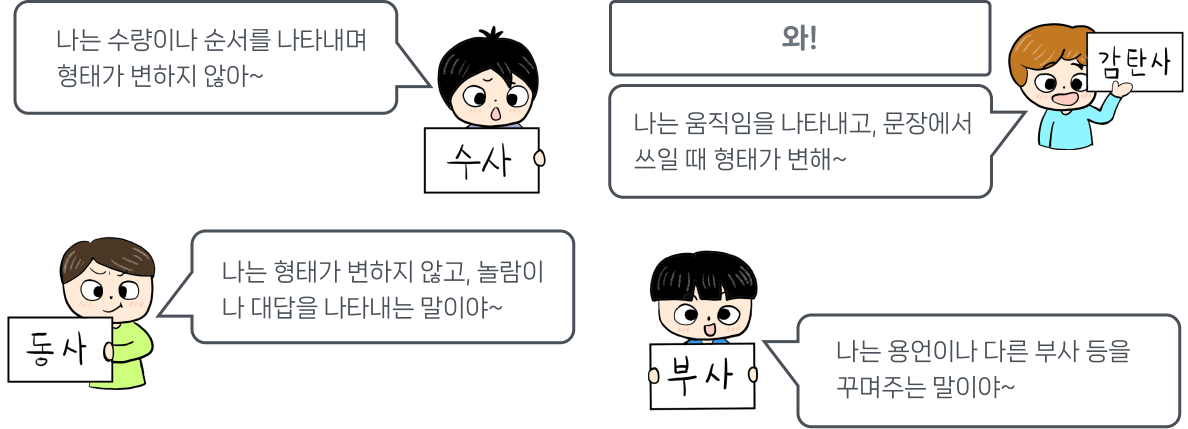 나는 수량이나 순서를 나타내며
형태가 변하지 않아~
수사
와!
감탄사
나는 움직임을 나타내고, 문장에서
쓰일 때 형태가 변해~
동사
나는 형태가 변하지 않고, 놀람이
나 대답을 나타내는 말이야~
부사
나는 용언이나 다른 부사 등을
꾸며주는 말이야~